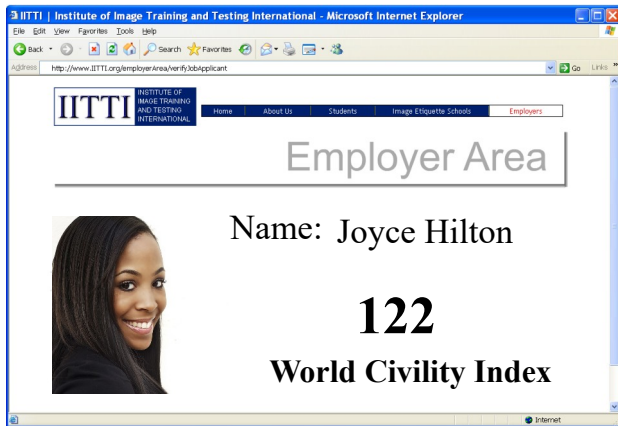 IITTI | Institute of Image Training and Testing International - Microsoft Internet Explorer
File Edit View Favorites Tools Help
Back Search Favorites
Address http://www.IITTI.org/employerArea/verifyJobApplicant Go Links »
IITTI
INSTITUTE OF
IMAGE TRAINING
AND TESTING
INTERNATIONAL
Home About Us Students Image Etiquette Schools Employers
Employer Area
Name: Joyce Hilton
122
World Civility Index
Internet